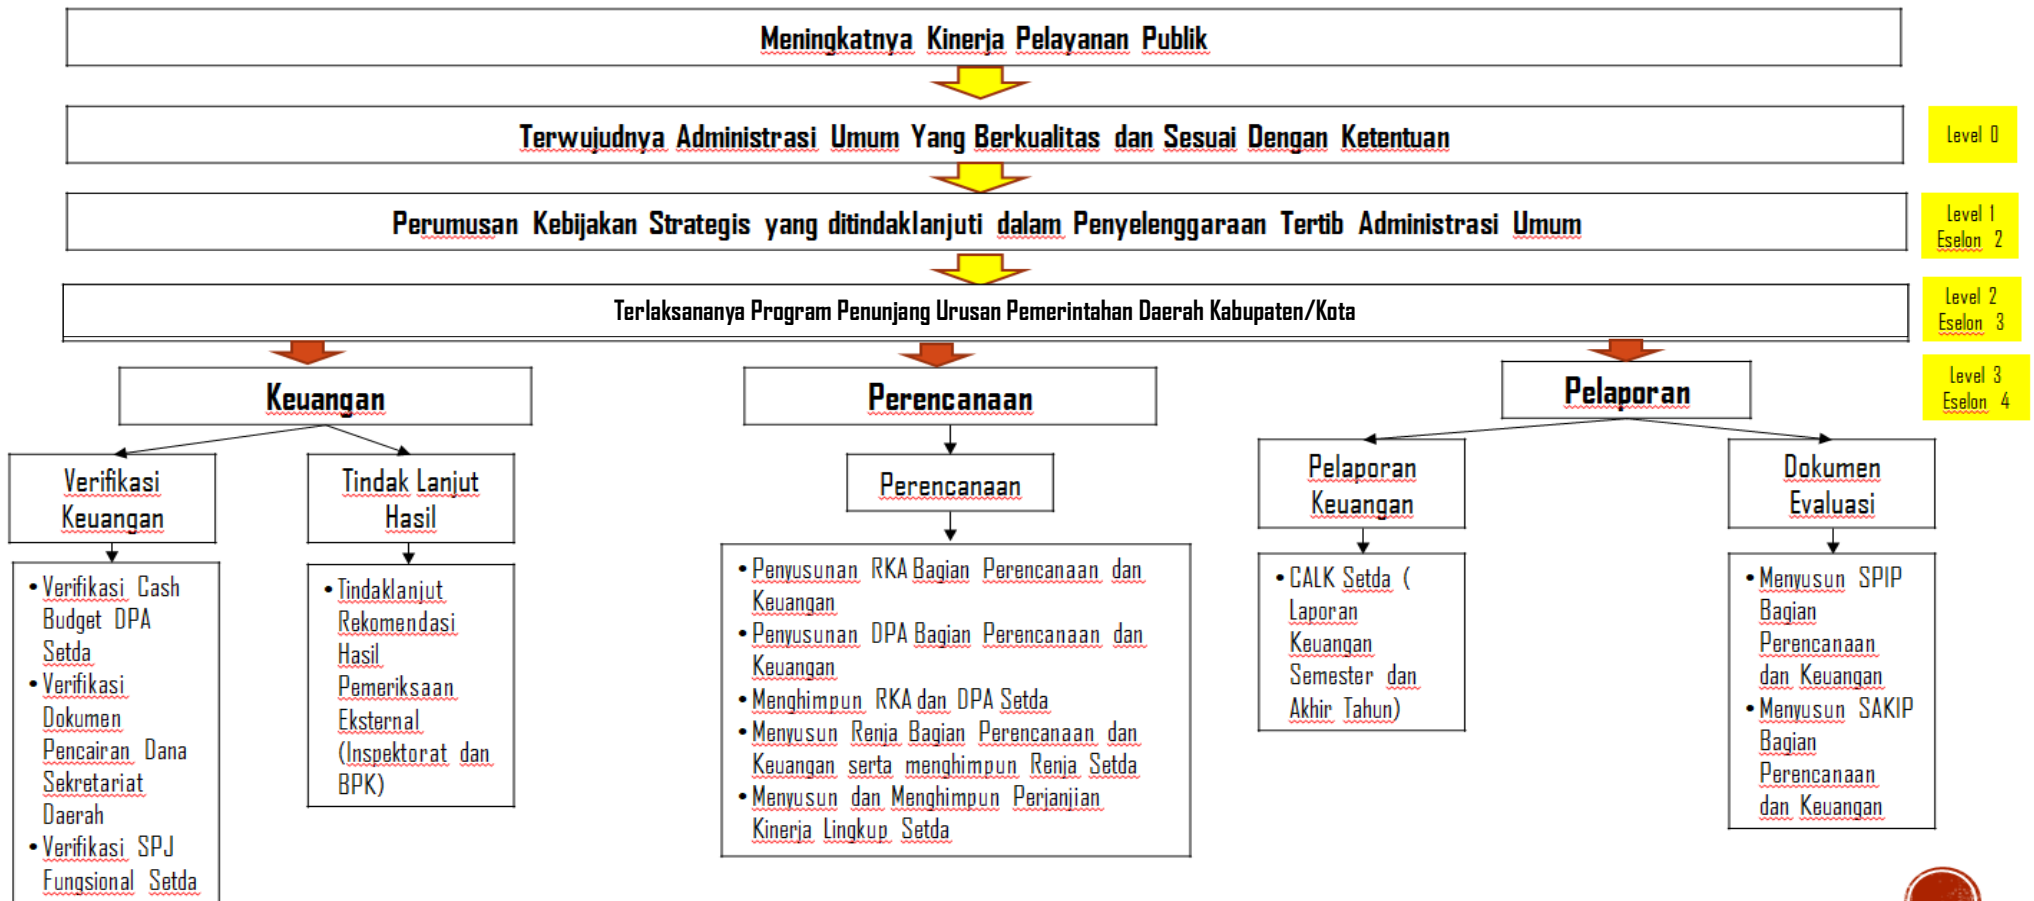 Meningkatnya Kinerja Pelayanan Publik
Terwujudnya Administrasi Umum Yang Berkualitas dan Sesuai Dengan Ketentuan
Level 0
Perumusan Kebijakan Strategis yang ditindaklanjuti dalam Penyelenggaraan Tertib Administrasi Umum
Level 1
Eselon 2
Terlaksananya Program Penunjang Urusan Pemerintahan Daerah Kabupaten/Kota
Level 2
Eselon 3
Keuangan
Perencanaan
Pelaporan
Level 3
Eselon 4
Verifikasi
Keuangan
Tindak Lanjut
Hasil
Perencanaan
Pelaporan
Keuangan
Dokumen
Evaluasi
• Verifikasi Cash
Budget DPA
Setda
• Verifikasi
Dokumen
Pencairan Dana
Sekretariat
Daerah
• Verifikasi SPJ
Fungsional Setda
• Tindaklanjut
Rekomendasi
Hasil
Pemeriksaan
Eksternal
(Inspektorat dan
BPK)
• Penyusunan RKA Bagian Perencanaan dan
Keuangan
• Penyusunan DPA Bagian Perencanaan dan
Keuangan
• Menghimpun RKA dan DPA Setda
• Menyusun Renja Bagian Perencanaan dan
Keuangan serta menghimpun Renja Setda
• Menyusun dan Menghimpun Perjanjian
Kinerja Lingkup Setda
• CALK Setda (
Laporan
Keuangan
Semester dan
Akhir Tahun)
• Menyusun SPIP
Bagian
Perencanaan
dan Keuangan
• Menyusun SAKIP
Bagian
Perencanaan
dan Keuangan